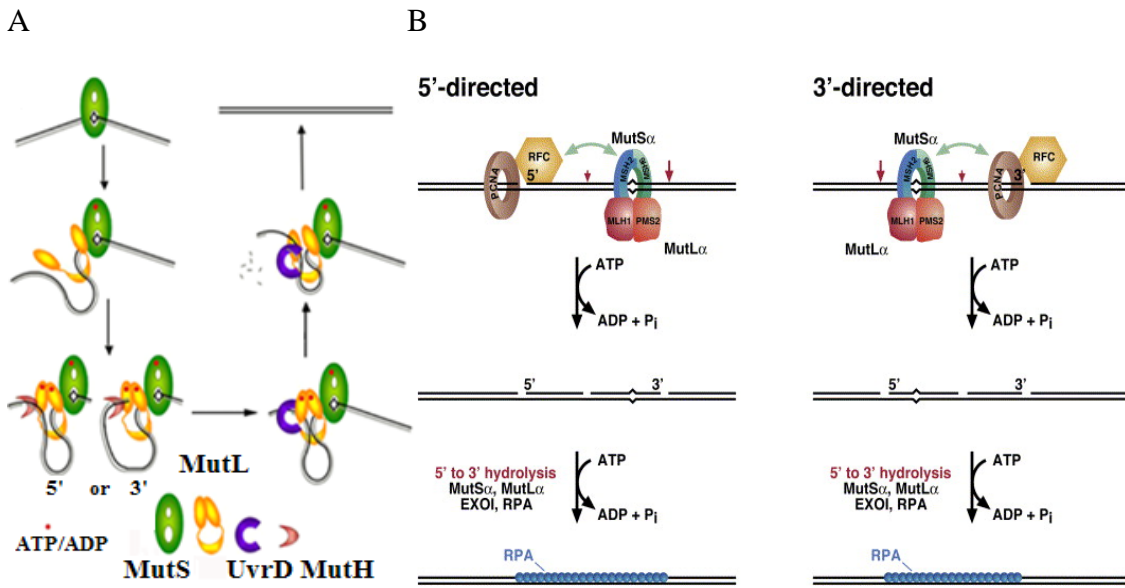 A
B
5'-directed
3'-directed
PCNA
RFC
5'
MutSα
MSH2
MSH6
MLH1
PMS2
MutLα
ATP
ADP + Pi
5'
3'
5' to 3' hydrolysis
MutSα, MutLα
EXOI, RPA
ATP
ADP + Pi
RPA
MutSα
MSH2
MSH6
MLH1
PMS2
MutLα
PCNA
3'
RFC
ATP
ADP + Pi
5'
3'
5' to 3' hydrolysis
MutSα, MutLα
EXOI, RPA
ATP
ADP + Pi
RPA
MutL
5' or 3'
ATP/ADP
MutS UvrD MutH